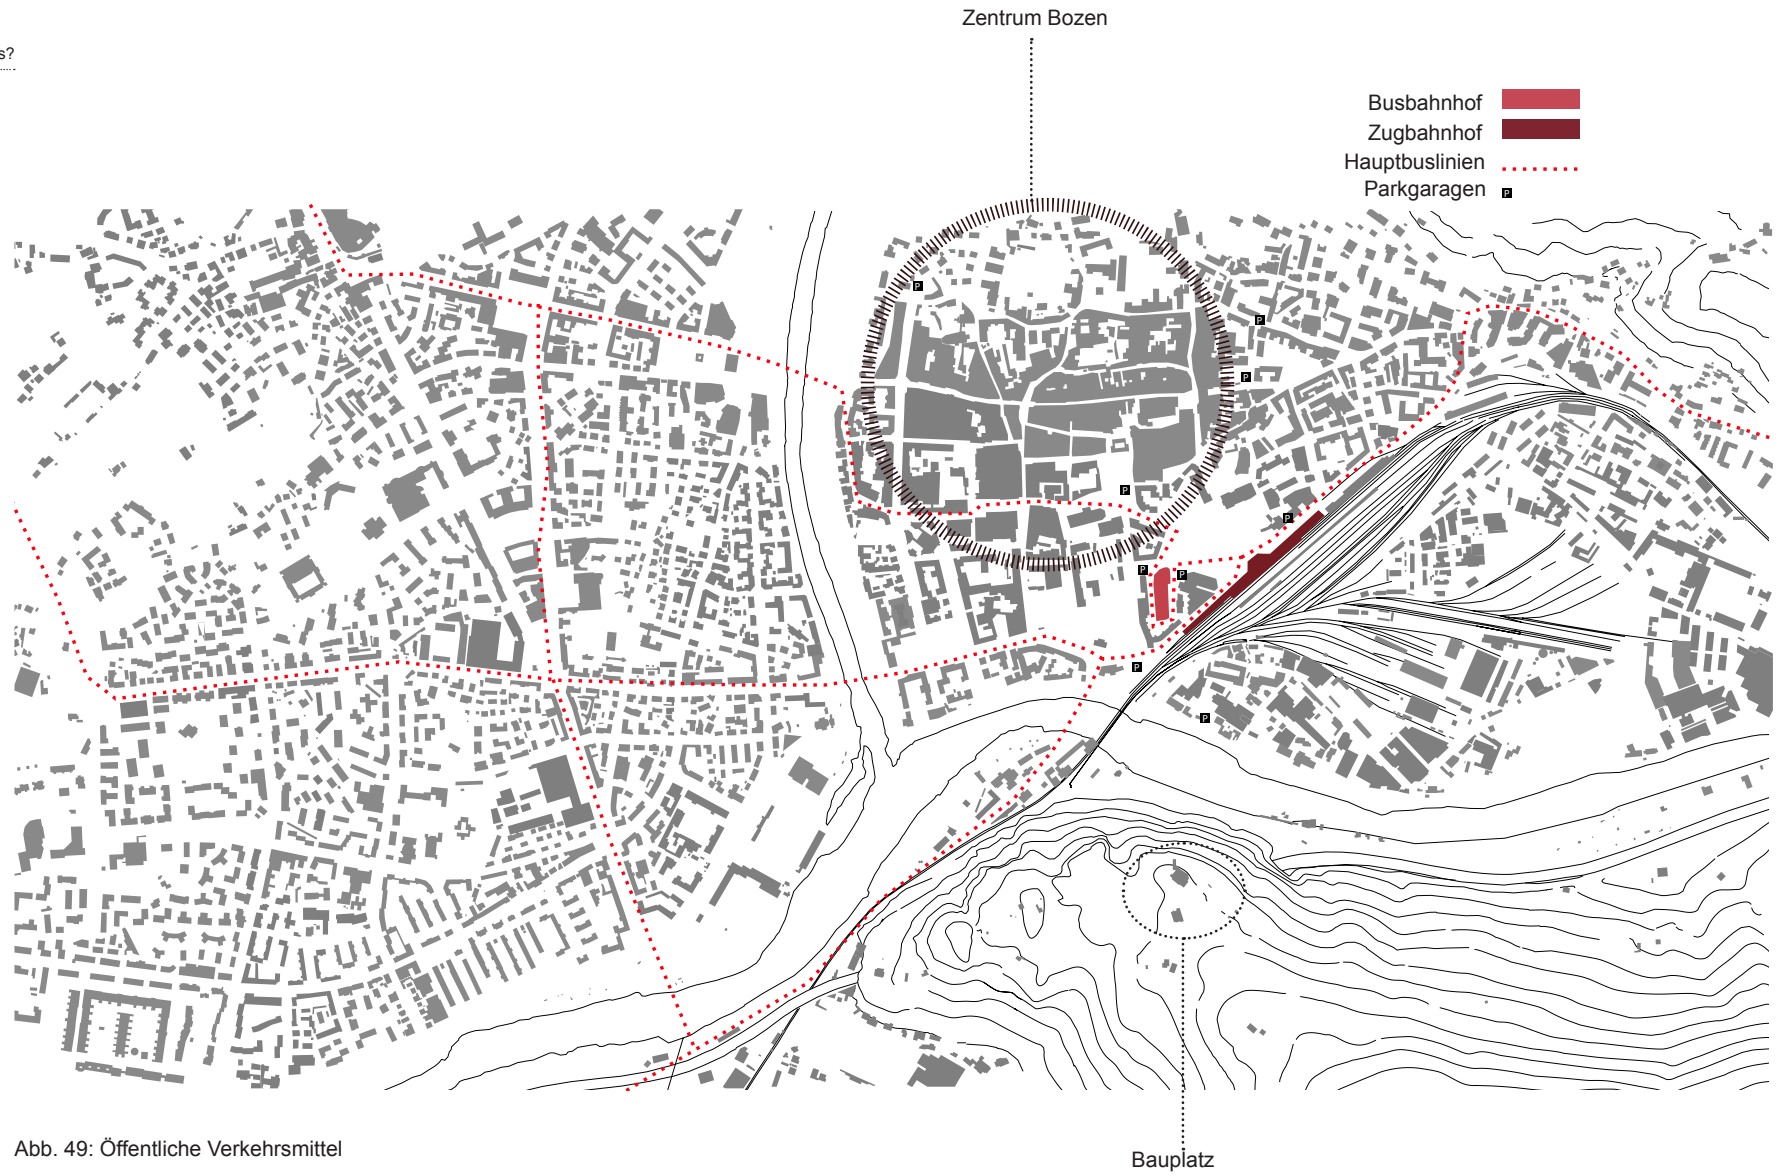 Zentrum Bozen
s?
Busbahnhof
Zugbahnhof
Hauptbuslinien
Parkgaragen P
P
P
P
P
P
P
P
P
P
Abb. 49: Öffentliche Verkehrsmittel
Bauplatz